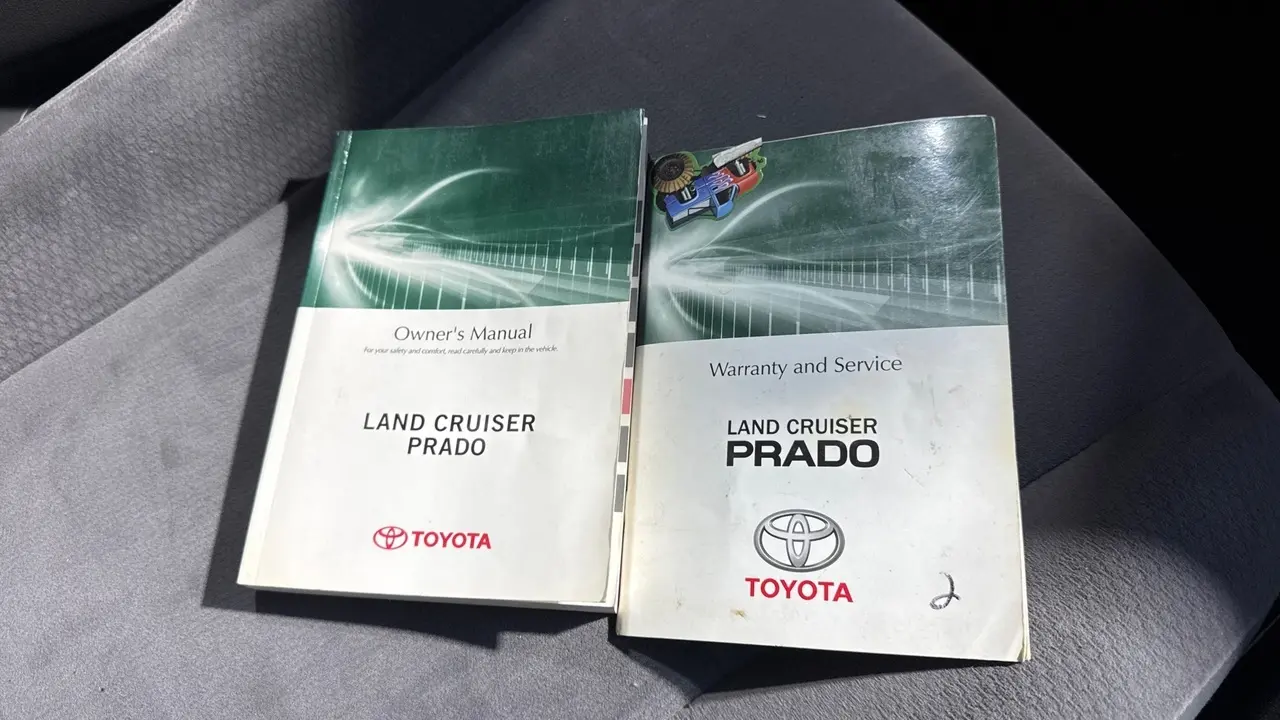 Owner's Manual
For your safety and comfort, read carefully and keep in the vehicle.
LAND CRUISER
PRADO
TOYOTA
Warranty and Service
LAND CRUISER
PRADO
TOYOTA
2